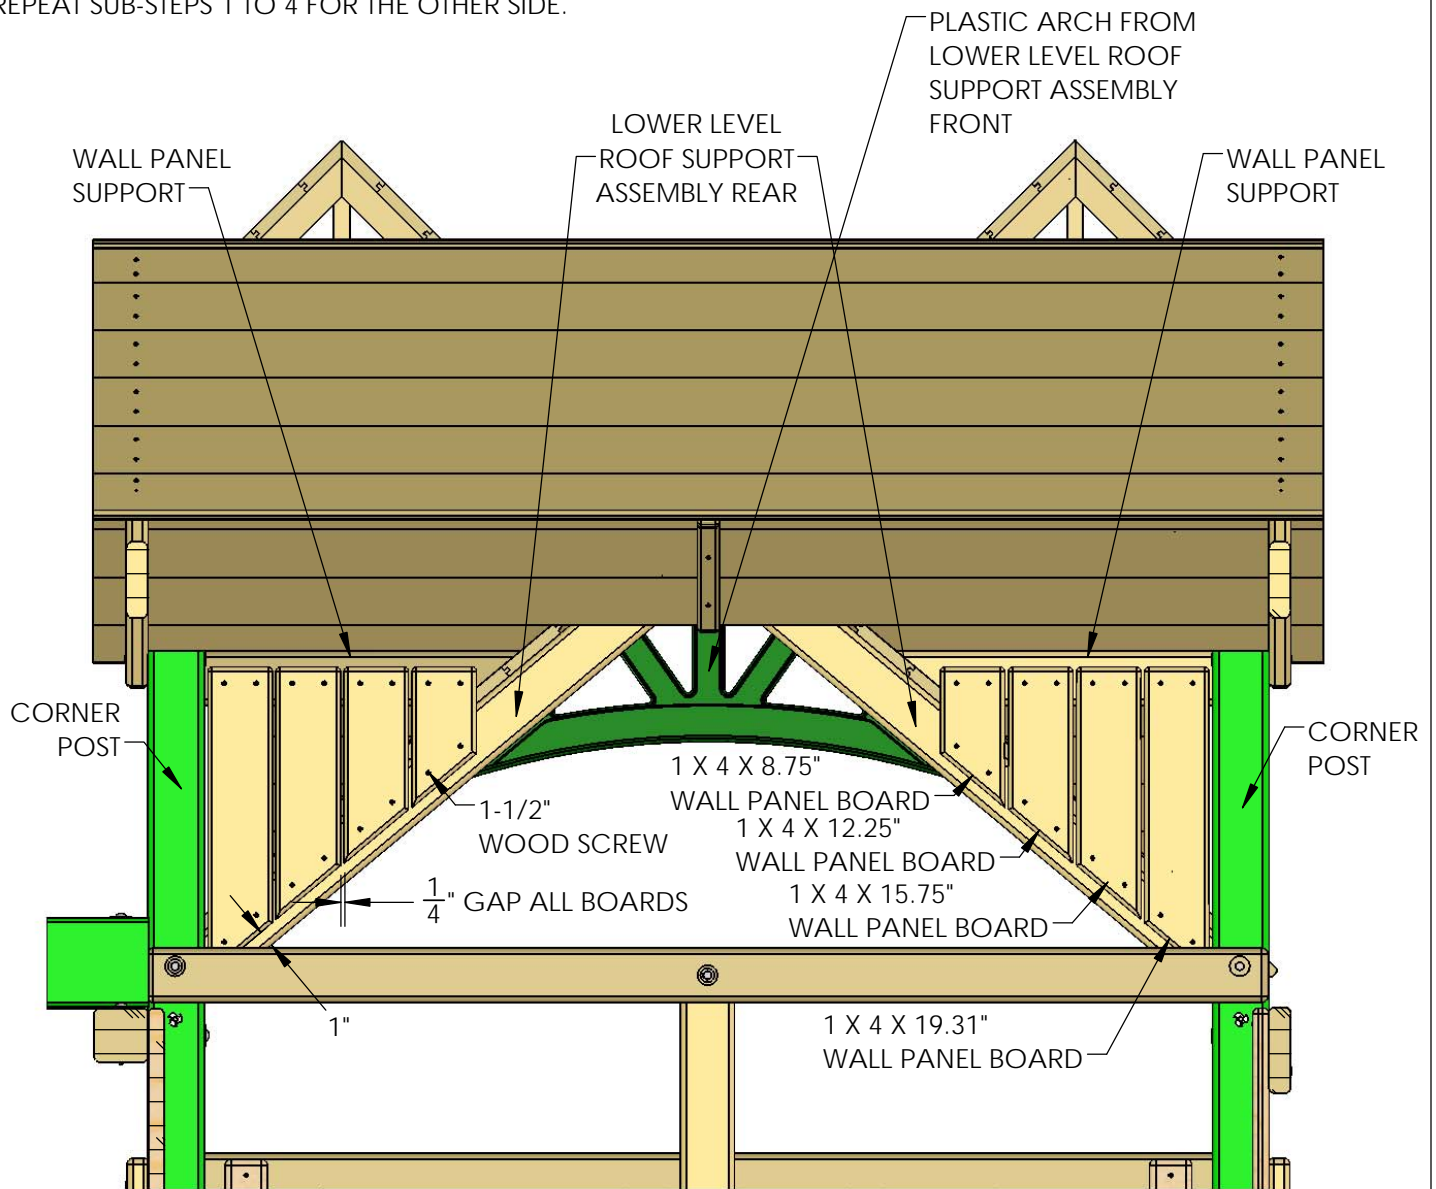 REPEAT SUB-STEPS 1 TO 4 FOR THE OTHER SIDE.
PLASTIC ARCH FROM
LOWER LEVEL ROOF
SUPPORT ASSEMBLY
FRONT
LOWER LEVEL
ROOF SUPPORT
ASSEMBLY REAR
WALL PANEL
SUPPORT
WALL PANEL
SUPPORT
CORNER
POST
CORNER
POST
1 X 4 X 8.75"
WALL PANEL BOARD
1-1/2"
WOOD SCREW
1 X 4 X 12.25"
WALL PANEL BOARD
1/4" GAP ALL BOARDS
1 X 4 X 15.75"
WALL PANEL BOARD
1"
1 X 4 X 19.31"
WALL PANEL BOARD